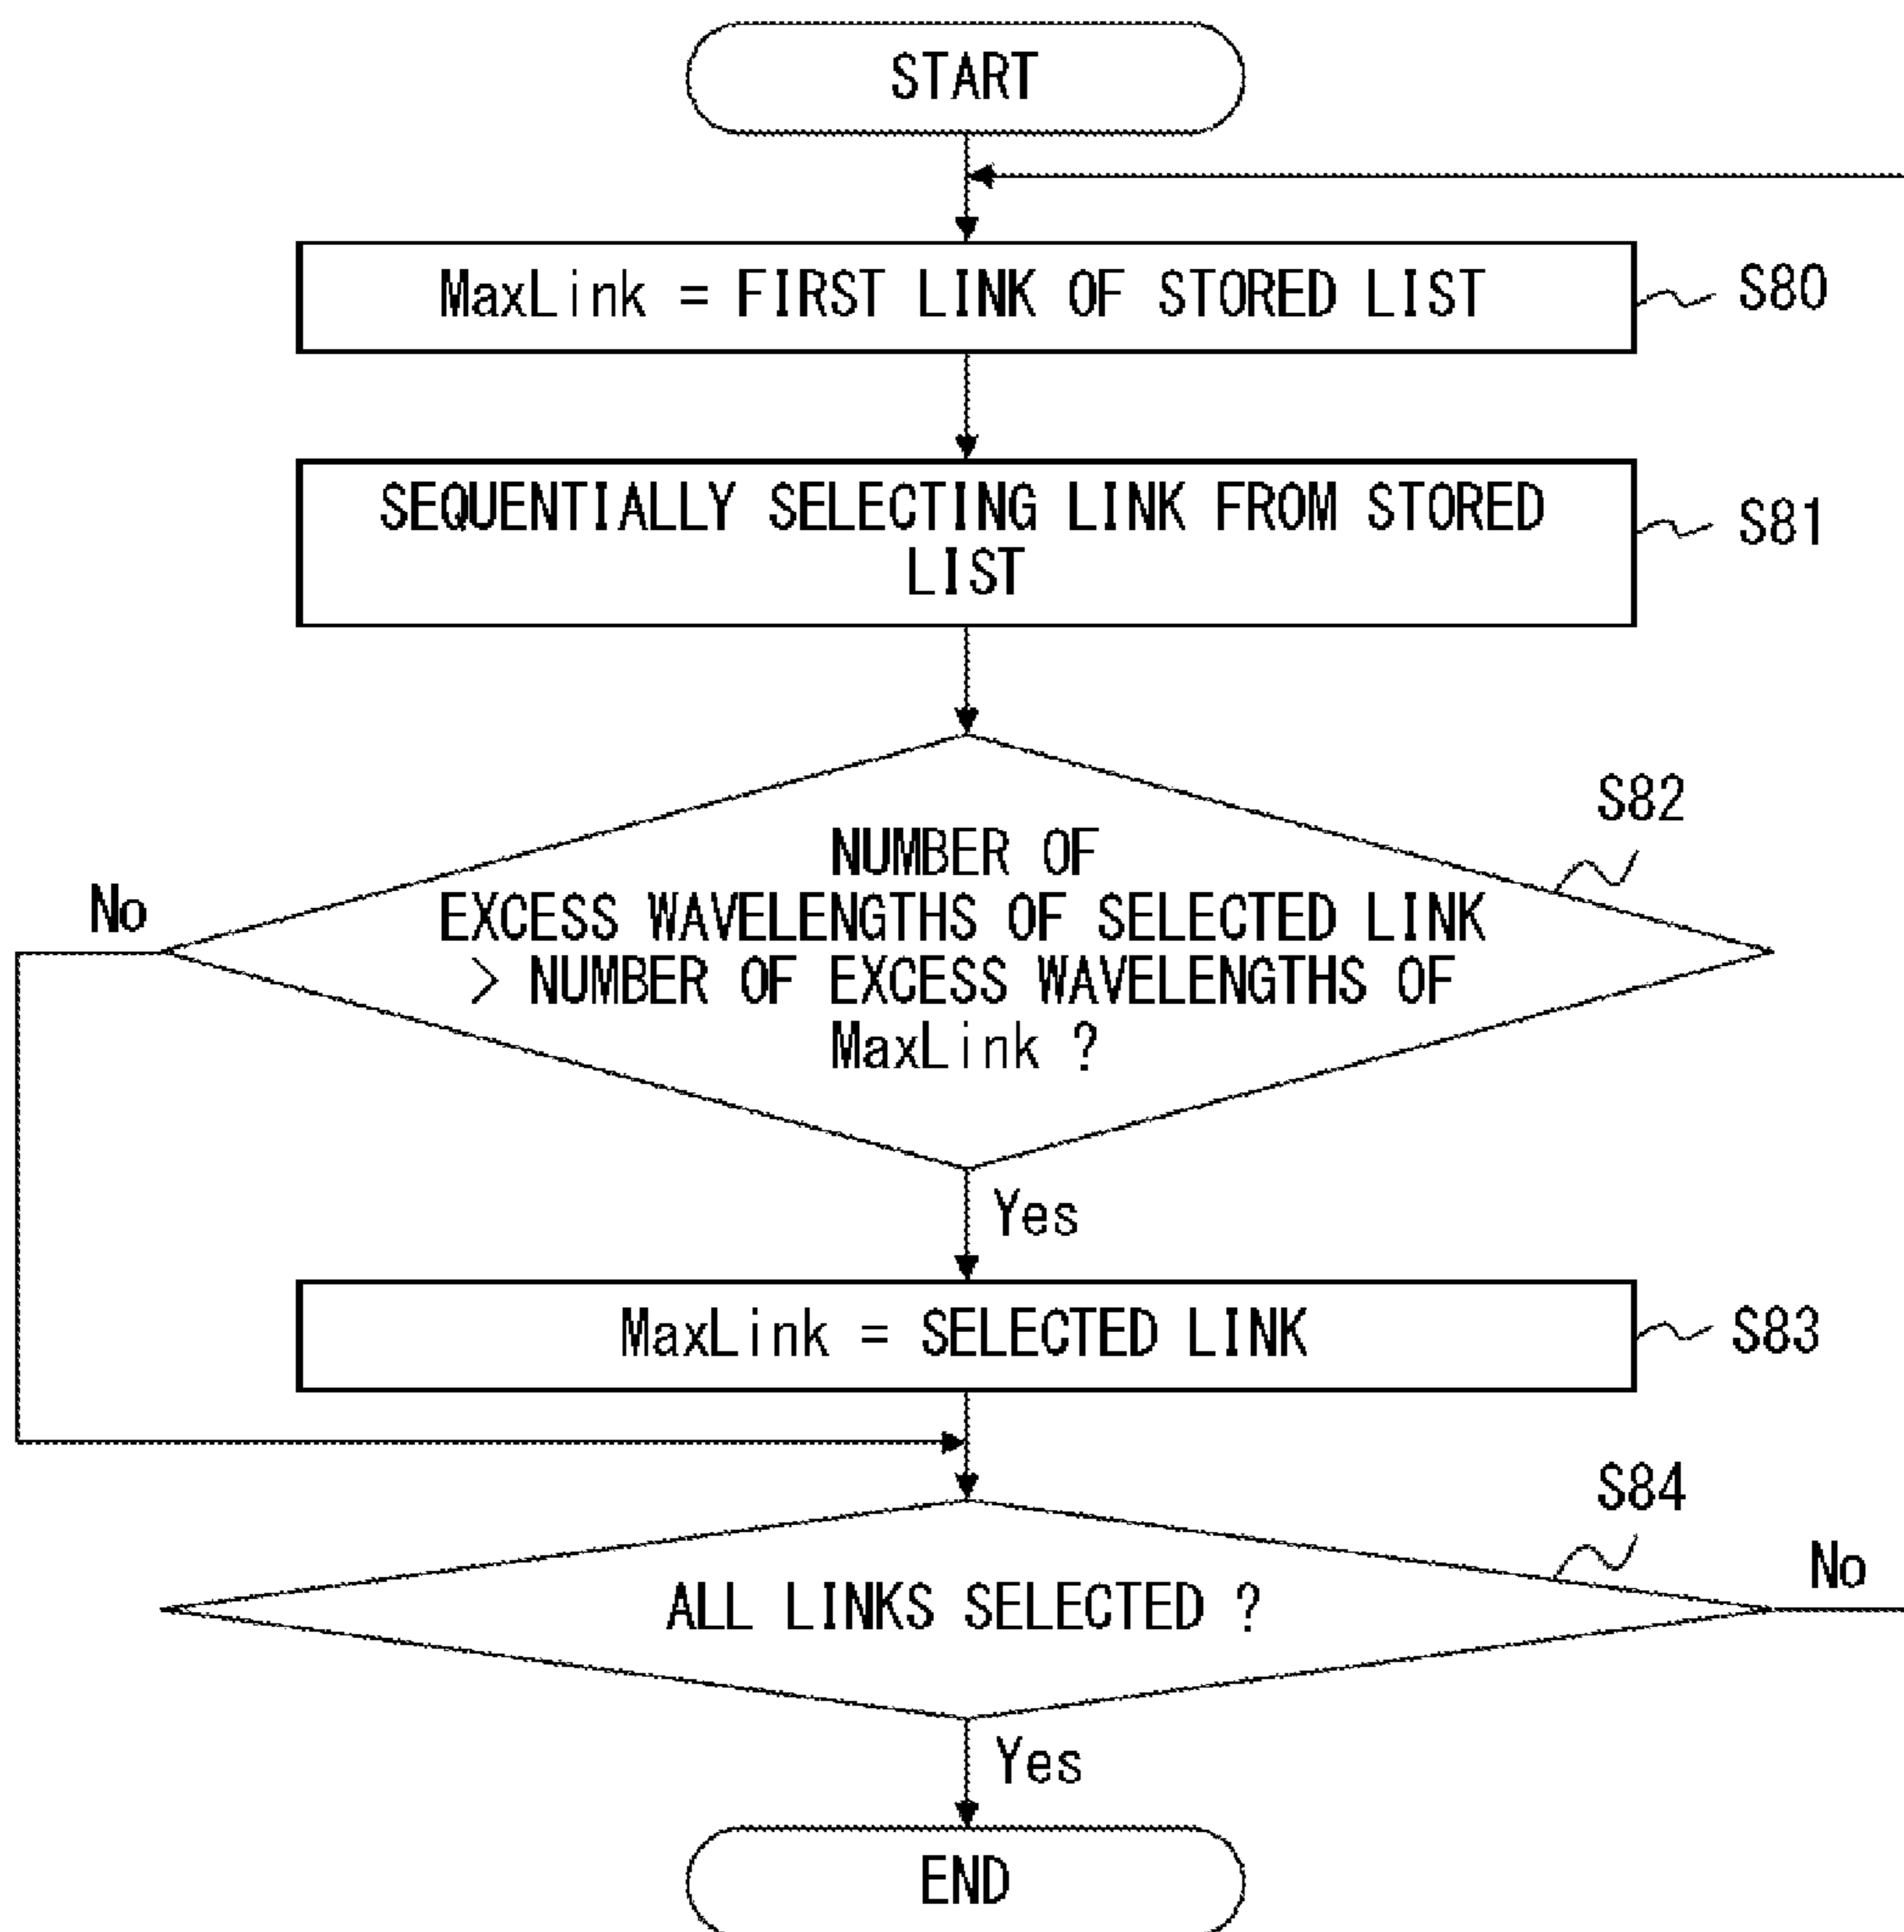 START
MaxLink = FIRST LINK OF STORED LIST
S80
SEQUENTIALLY SELECTING LINK FROM STORED
LIST
S81
S82
NUMBER OF
EXCESS WAVELENGTHS OF SELECTED LINK
> NUMBER OF EXCESS WAVELENGTHS OF
MaxLink ?
No
Yes
MaxLink = SELECTED LINK
S83
S84
ALL LINKS SELECTED ?
No
Yes
END